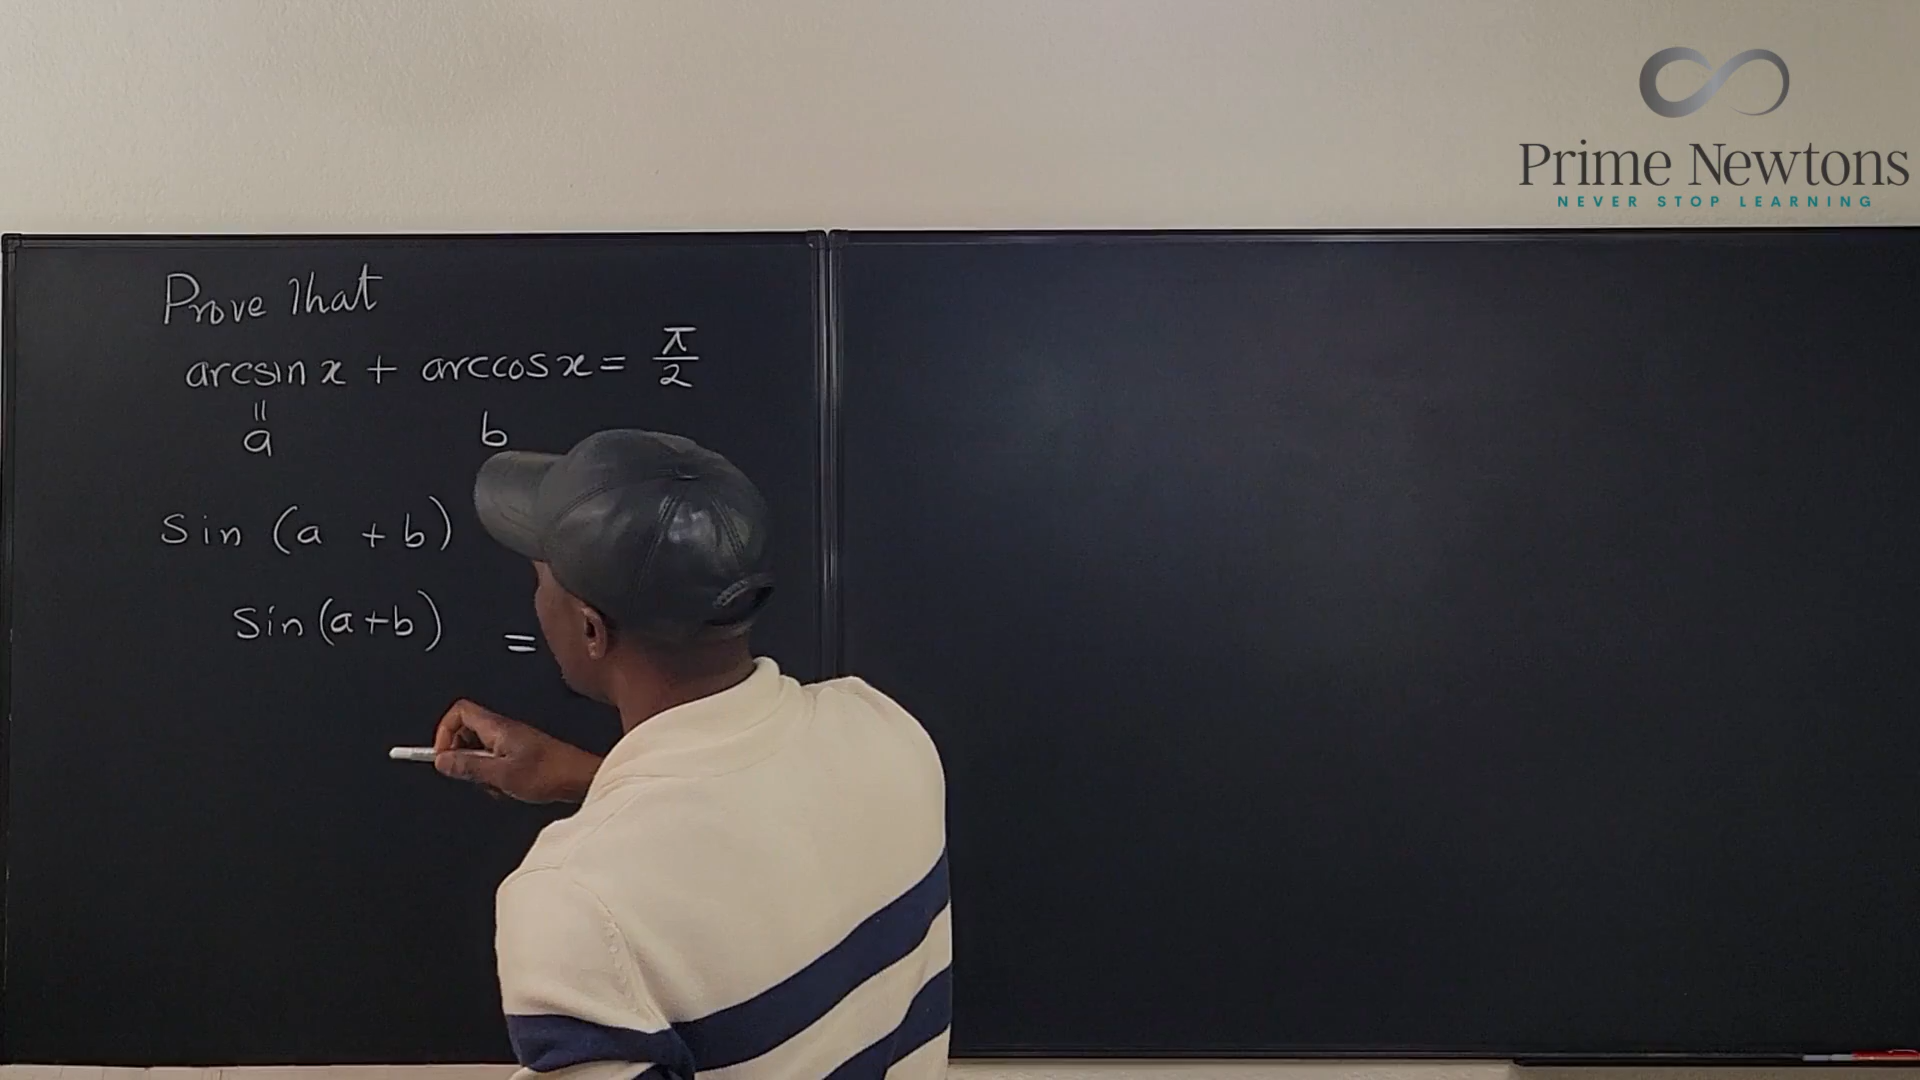 Prime Newtons
NEVER STOP LEARNING
Prove that
arcsin x + arccos x = π/2
=
a b
sin (a + b)
sin(a+b) =